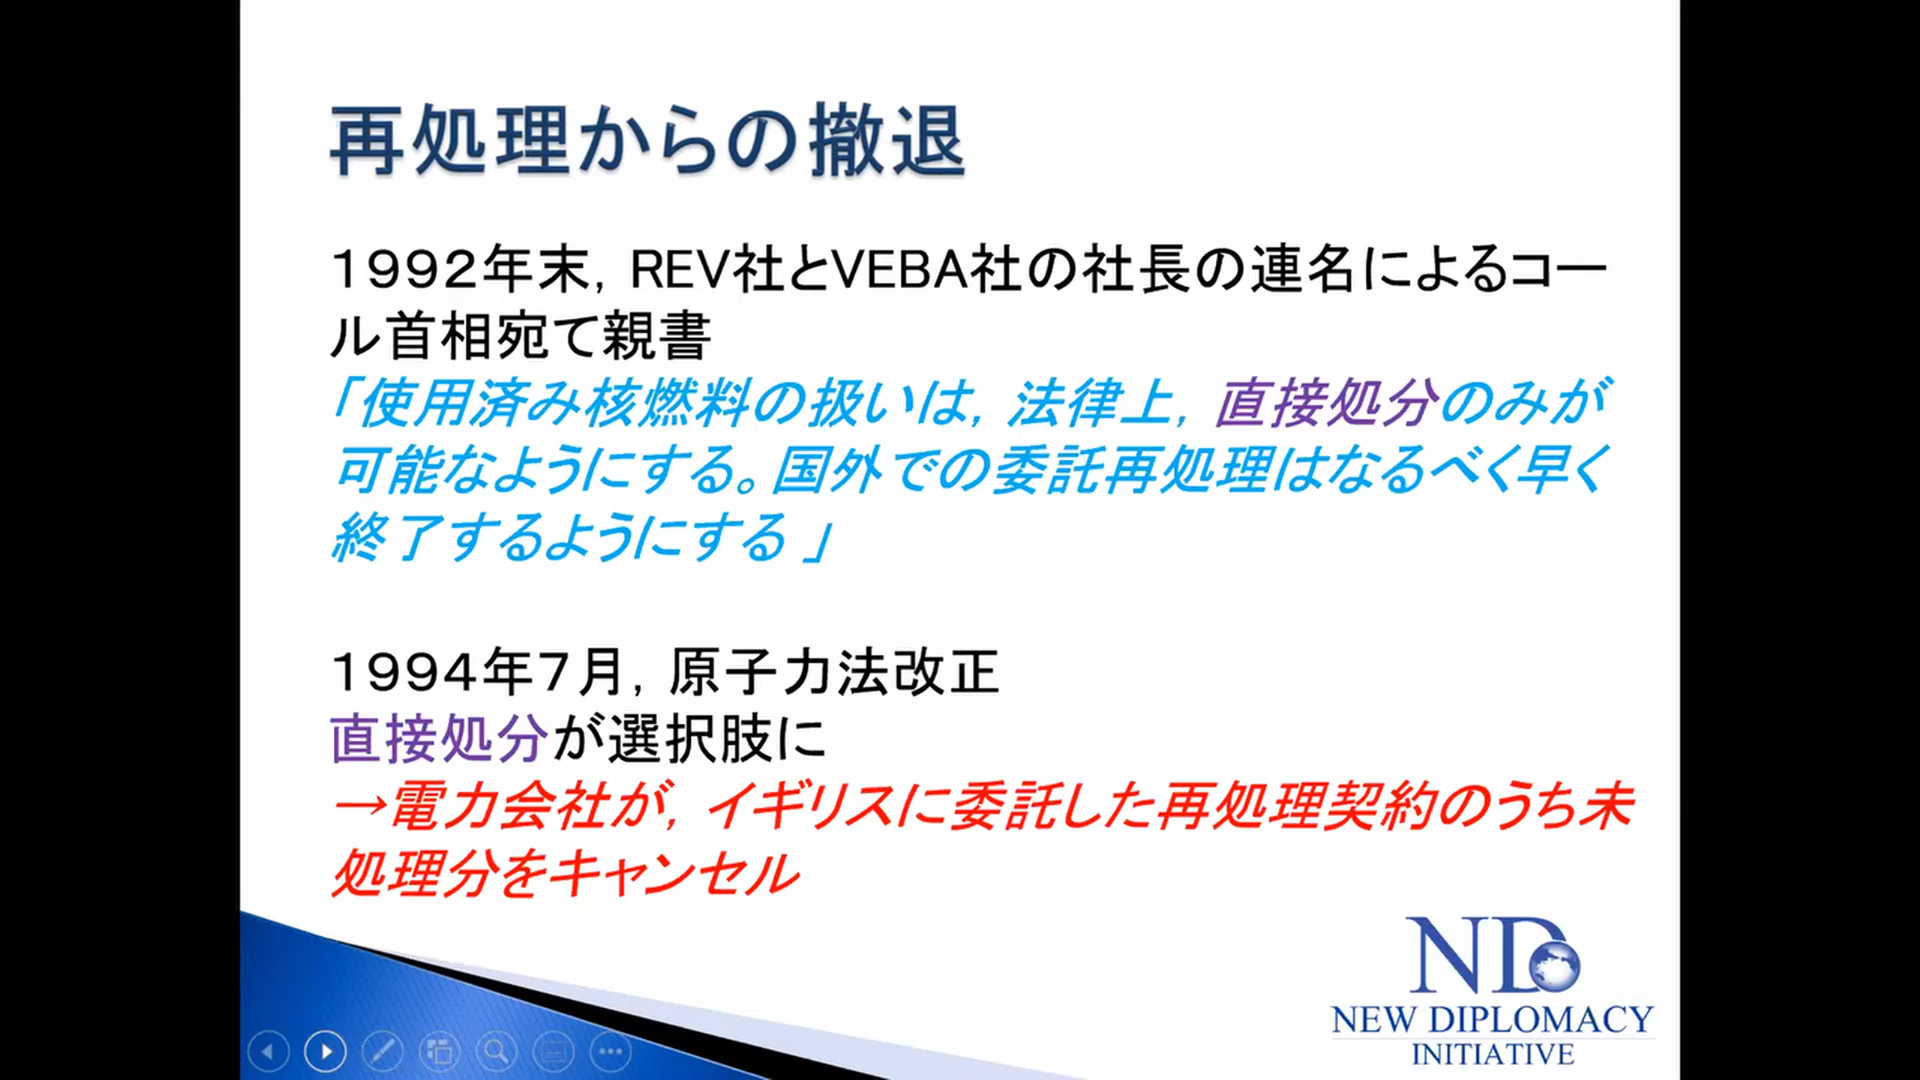 再処理からの撤退
１９９２年末，REV社とVEBA社の社長の連名によるコー
ル首相宛て親書
「使用済み核燃料の扱いは，法律上，直接処分のみが
可能なようにする。国外での委託再処理はなるべく早く
終了するようにする」
１９９４年７月，原子力法改正
直接処分が選択肢に
→電力会社が，イギリスに委託した再処理契約のうち未
処理分をキャンセル
ND
NEW DIPLOMACY
INITIATIVE